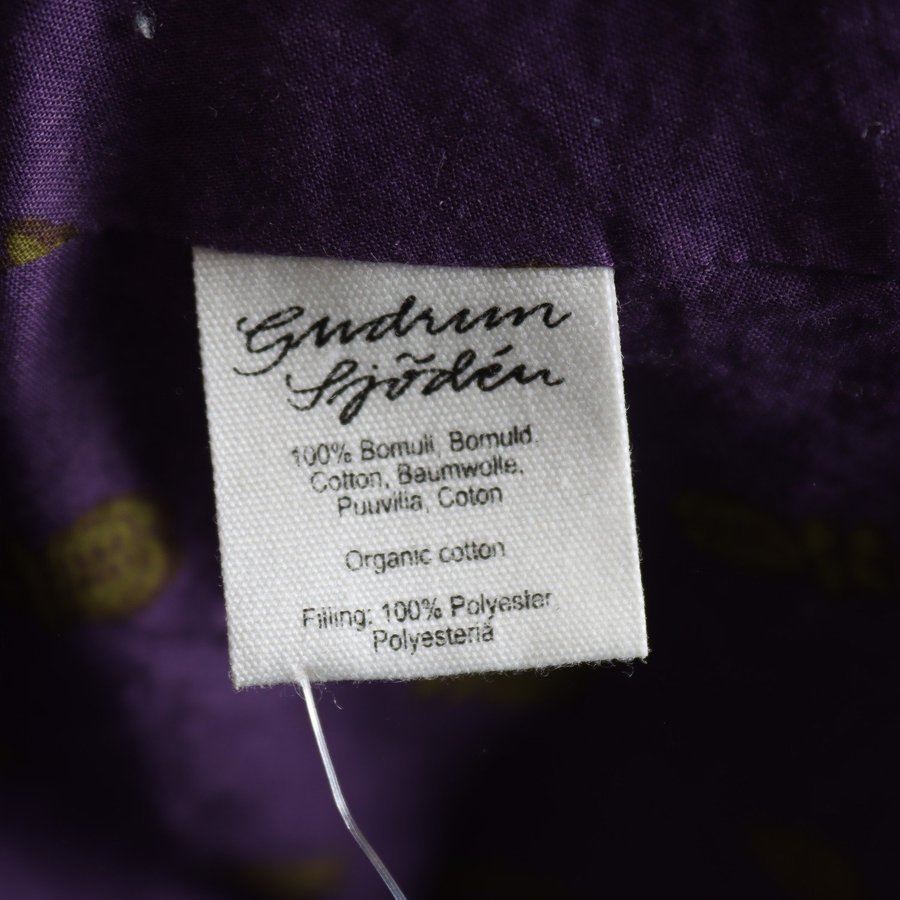 Gudrun
Sjödén
100% Bomull, Bomuld,
Cotton, Baumwolle,
Puuvilla, Coton
Organic cotton
Filling: 100% Polyester,
Polyesteriä